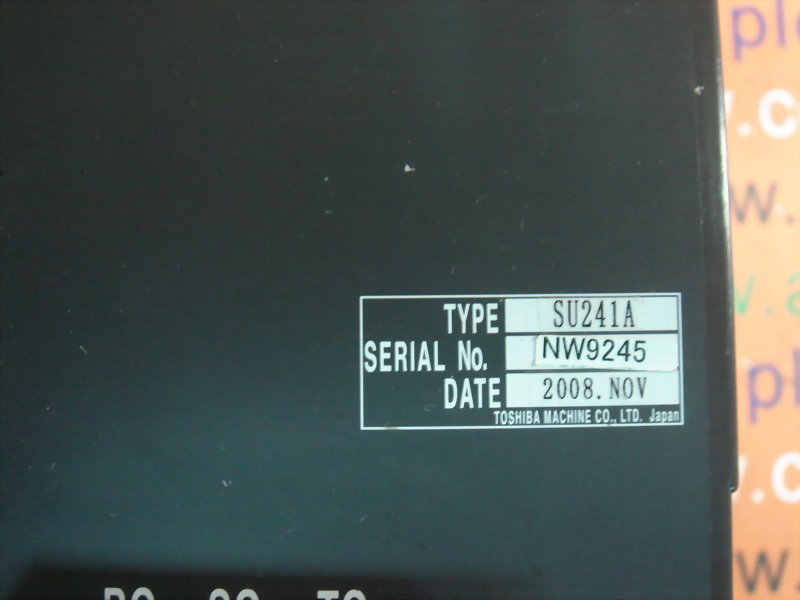 TYPE SU241A
SERIAL No. NW9245
DATE 2008.NOV
TOSHIBA MACHINE CO., LTD. Japan